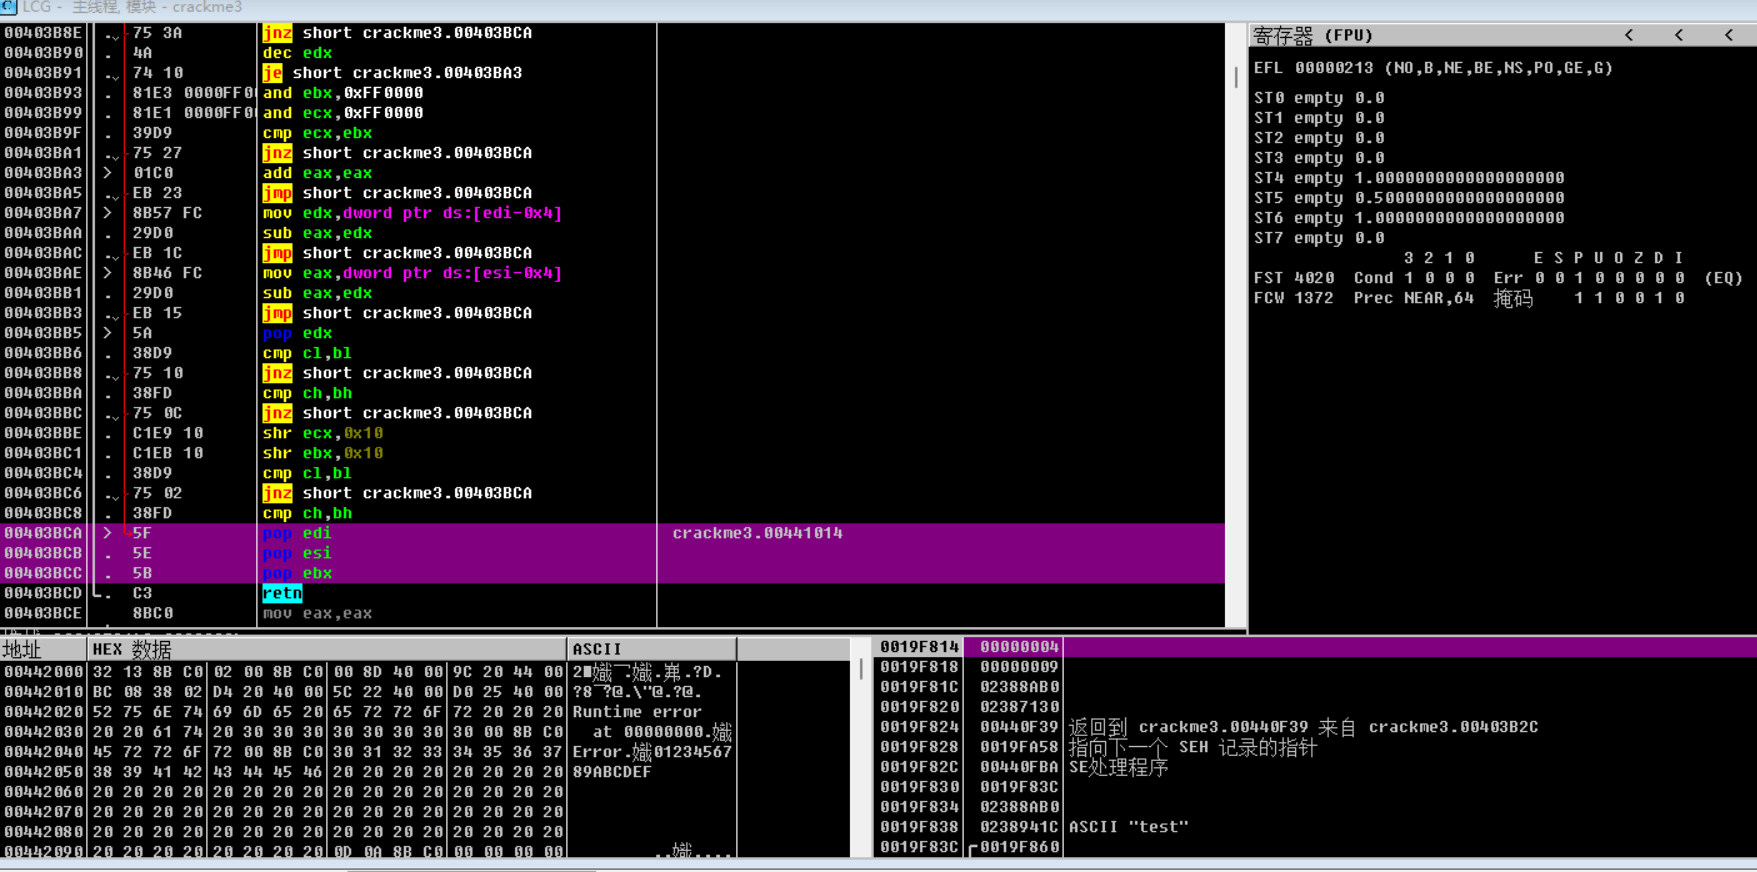 LCG - 主线程, 模块 - crackme3
00403B8E 75 3A jnz short crackme3.00403BCA
00403B90 . 4A dec edx
00403B91 74 10 je short crackme3.00403BA3
00403B93 . 81E3 0000FF0 and ebx,0xFF0000
00403B99 . 81E1 0000FF0 and ecx,0xFF0000
00403B9F . 39D9 cmp ecx,ebx
00403BA1 75 27 jnz short crackme3.00403BCA
00403BA3 > 01C0 add eax,eax
00403BA5 EB 23 jmp short crackme3.00403BCA
00403BA7 > 8B57 FC mov edx,dword ptr ds:[edi-0x4]
00403BAA . 29D0 sub eax,edx
00403BAC EB 1C jmp short crackme3.00403BCA
00403BAE > 8B46 FC mov eax,dword ptr ds:[esi-0x4]
00403BB1 . 29D0 sub eax,edx
00403BB3 EB 15 jmp short crackme3.00403BCA
00403BB5 > 5A pop edx
00403BB6 . 38D9 cmp cl,bl
00403BB8 75 10 jnz short crackme3.00403BCA
00403BBA . 38FD cmp ch,bh
00403BBC 75 0C jnz short crackme3.00403BCA
00403BBE . C1E9 10 shr ecx,0x10
00403BC1 . C1EB 10 shr ebx,0x10
00403BC4 . 38D9 cmp cl,bl
00403BC6 75 02 jnz short crackme3.00403BCA
00403BC8 . 38FD cmp ch,bh
00403BCA > 5F pop edi crackme3.00441014
00403BCB . 5E pop esi
00403BCC . 5B pop ebx
00403BCD . C3 retn
00403BCE 8BC0 mov eax,eax
寄存器 (FPU) < < <
EFL 00000213 (NO,B,NE,BE,NS,PO,GE,G)
ST0 empty 0.0
ST1 empty 0.0
ST2 empty 0.0
ST3 empty 0.0
ST4 empty 1.0000000000000000000
ST5 empty 0.5000000000000000000
ST6 empty 1.0000000000000000000
ST7 empty 0.0
3 2 1 0 E S P U O Z D I
FST 4020 Cond 1 0 0 0 Err 0 0 1 0 0 0 0 0 (EQ)
FCW 1372 Prec NEAR,64 掩码 1 1 0 0 1 0
地址 HEX 数据 ASCII
00442000 32 13 8B C0 02 00 8B C0 00 8D 40 00 9C 20 44 00
00442010 BC 08 38 02 D4 20 40 00 5C 22 40 00 D0 25 40 00 ?8 ?@.\"@.?@.
00442020 52 75 6E 74 69 6D 65 20 65 72 72 6F 72 20 20 20 Runtime error
00442030 20 20 61 74 20 30 30 30 30 30 30 30 30 00 8B C0 at 00000000.
00442040 45 72 72 6F 72 00 8B C0 30 31 32 33 34 35 36 37 Error. 01234567
00442050 38 39 41 42 43 44 45 46 20 20 20 20 20 20 20 20 89ABCDEF
00442060 20 20 20 20 20 20 20 20 20 20 20 20 20 20 20 20
00442070 20 20 20 20 20 20 20 20 20 20 20 20 20 20 20 20
00442080 20 20 20 20 20 20 20 20 20 20 20 20 20 20 20 20
00442090 20 20 20 20 20 20 20 20 0D 0A 8B C0 00 00 00 00
0019F814 00000004
0019F818 00000009
0019F81C 02388AB0
0019F820 02387130
0019F824 00440F39 返回到 crackme3.00440F39 来自 crackme3.00403B2C
0019F828 0019FA58 指向下一个 SEH 记录的指针
0019F82C 00440FBA SE处理程序
0019F830 0019F83C
0019F834 02388AB0
0019F838 0238941C ASCII "test"
0019F83C 0019F860